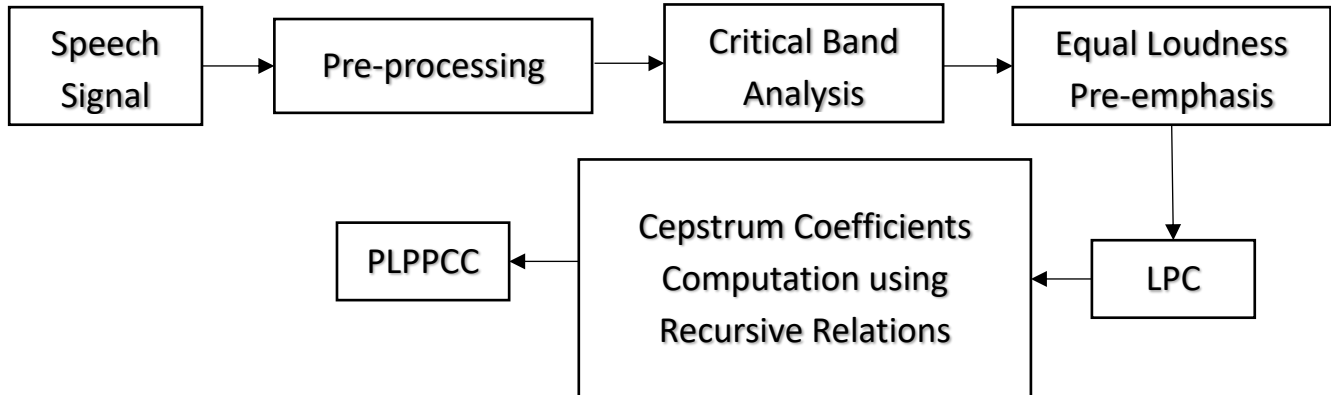 Speech
Signal
Pre-processing
Critical Band
Analysis
Equal Loudness
Pre-emphasis
LPC
Cepstrum Coefficients
Computation using
Recursive Relations
PLPPCC